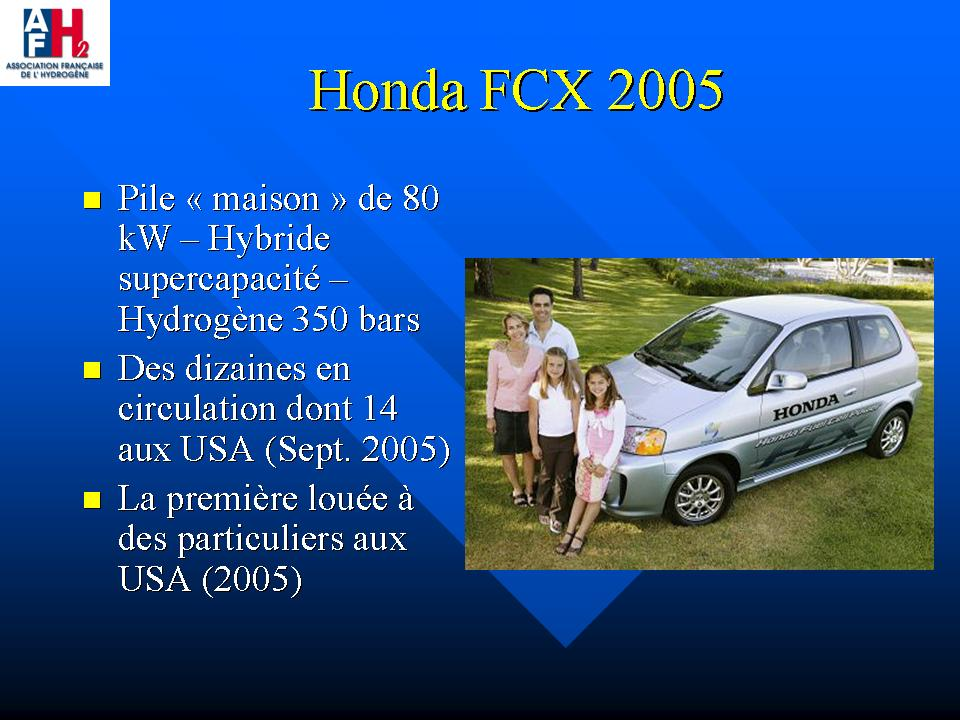 AFH2
ASSOCIATION FRANÇAISE
DE L'HYDROGÈNE
Honda FCX 2005
Pile « maison » de 80
kW – Hybride
supercapacité –
Hydrogène 350 bars
Des dizaines en
circulation dont 14
aux USA (Sept. 2005)
La première louée à
des particuliers aux
USA (2005)
HONDA
Honda Fuel Cell Power